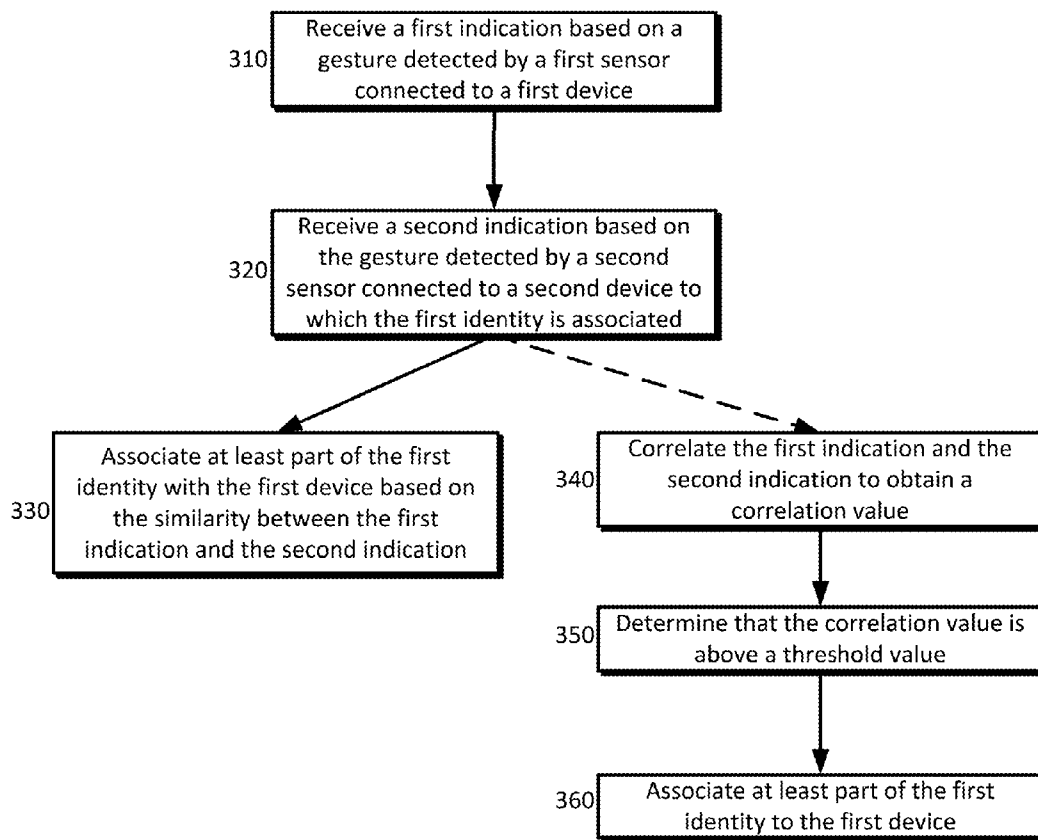 310
Receive a first indication based on a
gesture detected by a first sensor
connected to a first device
320
Receive a second indication based on
the gesture detected by a second
sensor connected to a second device to
which the first identity is associated
330
Associate at least part of the first
identity with the first device based on
the similarity between the first
indication and the second indication
340
Correlate the first indication and the
second indication to obtain a
correlation value
350
Determine that the correlation value is
above a threshold value
360
Associate at least part of the first
identity to the first device